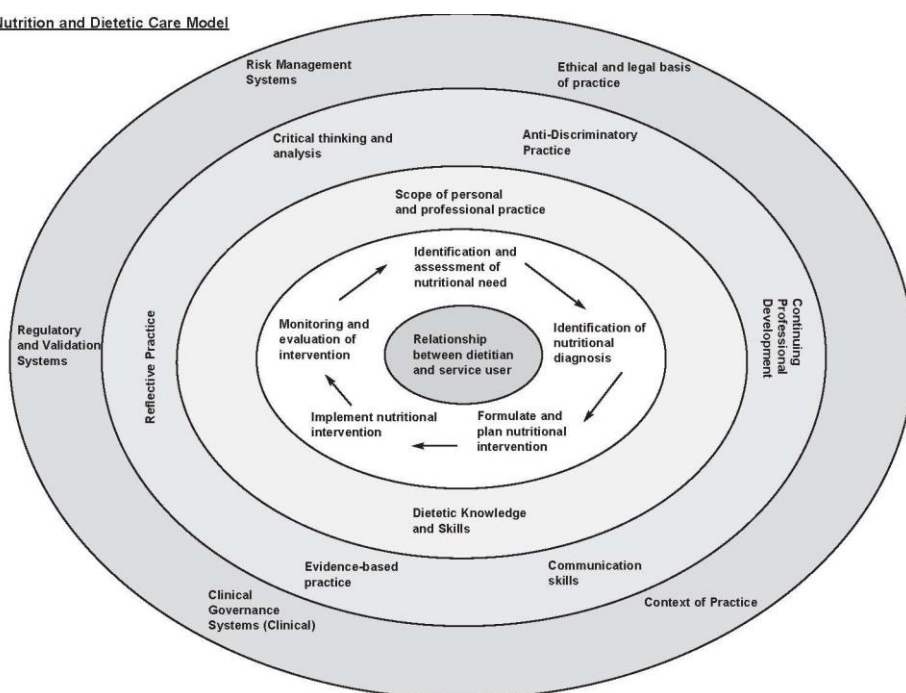 Nutrition and Dietetic Care Model
Risk Management
Systems
Ethical and legal basis
of practice
Critical thinking and
analysis
Anti-Discriminatory
Practice
Scope of personal
and professional practice
Identification and
assessment of
nutritional need
Monitoring and
evaluation of
intervention
Relationship
between dietitian
and service user
Identification of
nutritional
diagnosis
Regulatory
and Validation
Systems
Reflective Practice
Continuing
Professional
Development
Implement nutritional
intervention
Formulate and
plan nutritional
intervention
Dietetic Knowledge
and Skills
Evidence-based
practice
Communication
skills
Clinical
Governance
Systems (Clinical)
Context of Practice